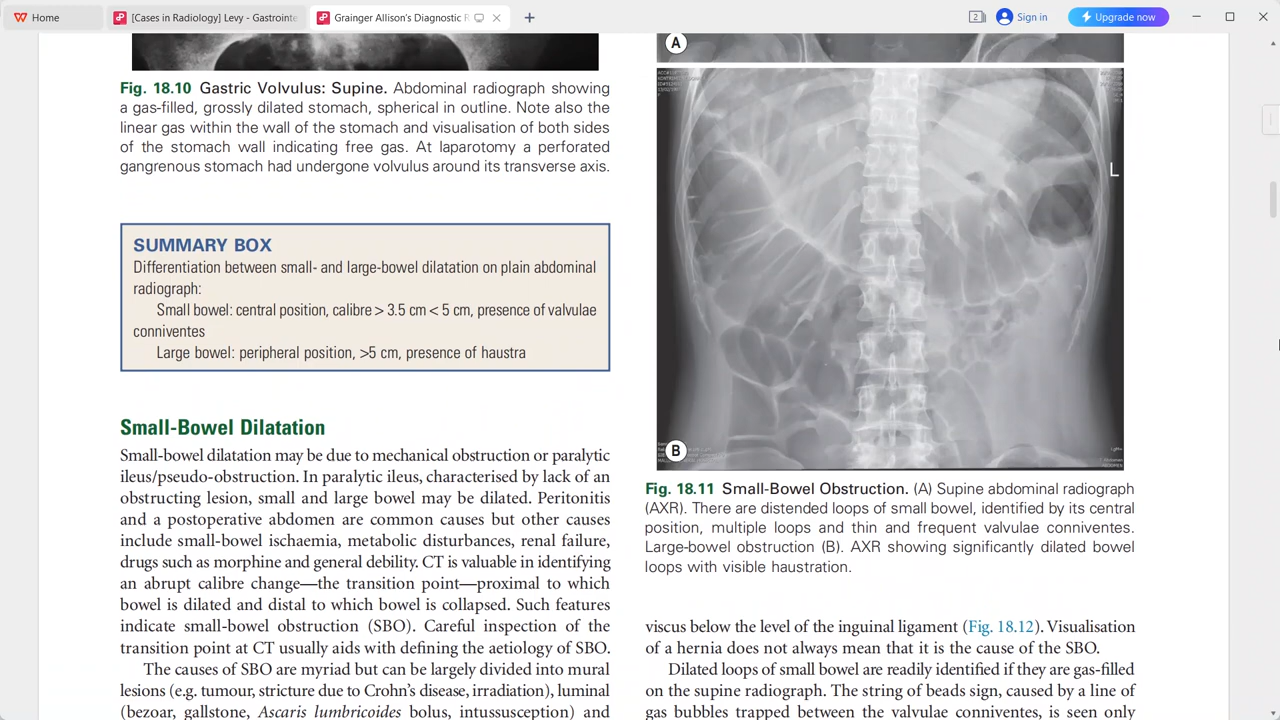 Home
[Cases in Radiology] Levy - Gastrointe
Grainger Allison's Diagnostic R
2
Sign in
Upgrade now
A
Fig. 18.10 Gastric Volvulus: Supine. Abdominal radiograph showing
a gas-filled, grossly dilated stomach, spherical in outline. Note also the
linear gas within the wall of the stomach and visualisation of both sides
of the stomach wall indicating free gas. At laparotomy a perforated
gangrenous stomach had undergone volvulus around its transverse axis.
SUMMARY BOX
Differentiation between small- and large-bowel dilatation on plain abdominal
radiograph:
Small bowel: central position, calibre > 3.5 cm < 5 cm, presence of valvulae
conniventes
Large bowel: peripheral position, >5 cm, presence of haustra
Small-Bowel Dilatation
Small-bowel dilatation may be due to mechanical obstruction or paralytic
ileus/pseudo-obstruction. In paralytic ileus, characterised by lack of an
obstructing lesion, small and large bowel may be dilated. Peritonitis
and a postoperative abdomen are common causes but other causes
include small-bowel ischaemia, metabolic disturbances, renal failure,
drugs such as morphine and general debility. CT is valuable in identifying
an abrupt calibre change—the transition point—proximal to which
bowel is dilated and distal to which bowel is collapsed. Such features
indicate small-bowel obstruction (SBO). Careful inspection of the
transition point at CT usually aids with defining the aetiology of SBO.
The causes of SBO are myriad but can be largely divided into mural
lesions (e.g. tumour, stricture due to Crohn's disease, irradiation), luminal
(bezoar, gallstone, Ascaris lumbricoides bolus, intussusception) and
L
B
Fig. 18.11 Small-Bowel Obstruction. (A) Supine abdominal radiograph
(AXR). There are distended loops of small bowel, identified by its central
position, multiple loops and thin and frequent valvulae conniventes.
Large-bowel obstruction (B). AXR showing significantly dilated bowel
loops with visible haustration.
viscus below the level of the inguinal ligament (Fig. 18.12). Visualisation
of a hernia does not always mean that it is the cause of the SBO.
Dilated loops of small bowel are readily identified if they are gas-filled
on the supine radiograph. The string of beads sign, caused by a line of
gas bubbles trapped between the valvulae conniventes, is seen only